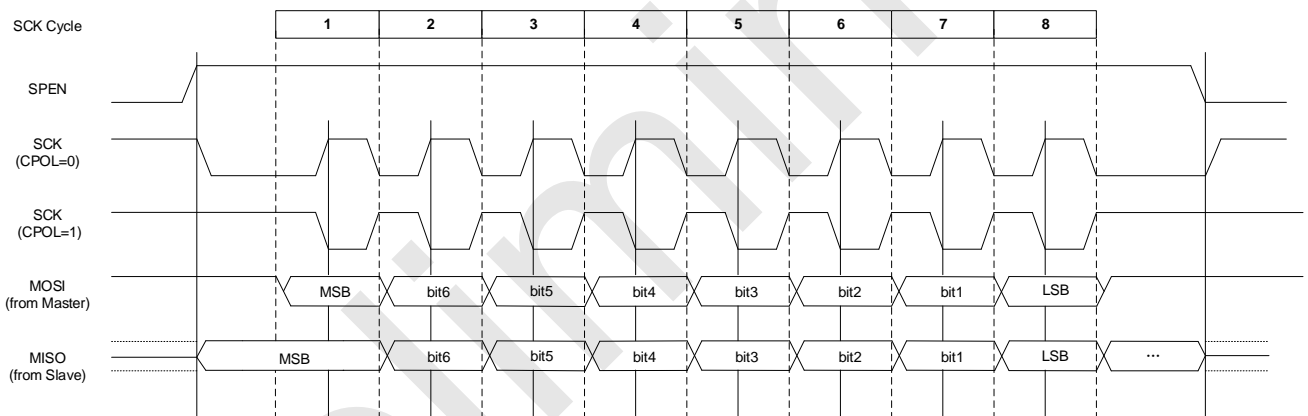 SCK Cycle 1 2 3 4 5 6 7 8
SPEN
SCK
(CPOL=0)
SCK
(CPOL=1)
MOSI
(from Master)
MSB bit6 bit5 bit4 bit3 bit2 bit1 LSB
MISO
(from Slave)
MSB bit6 bit5 bit4 bit3 bit2 bit1 LSB ...